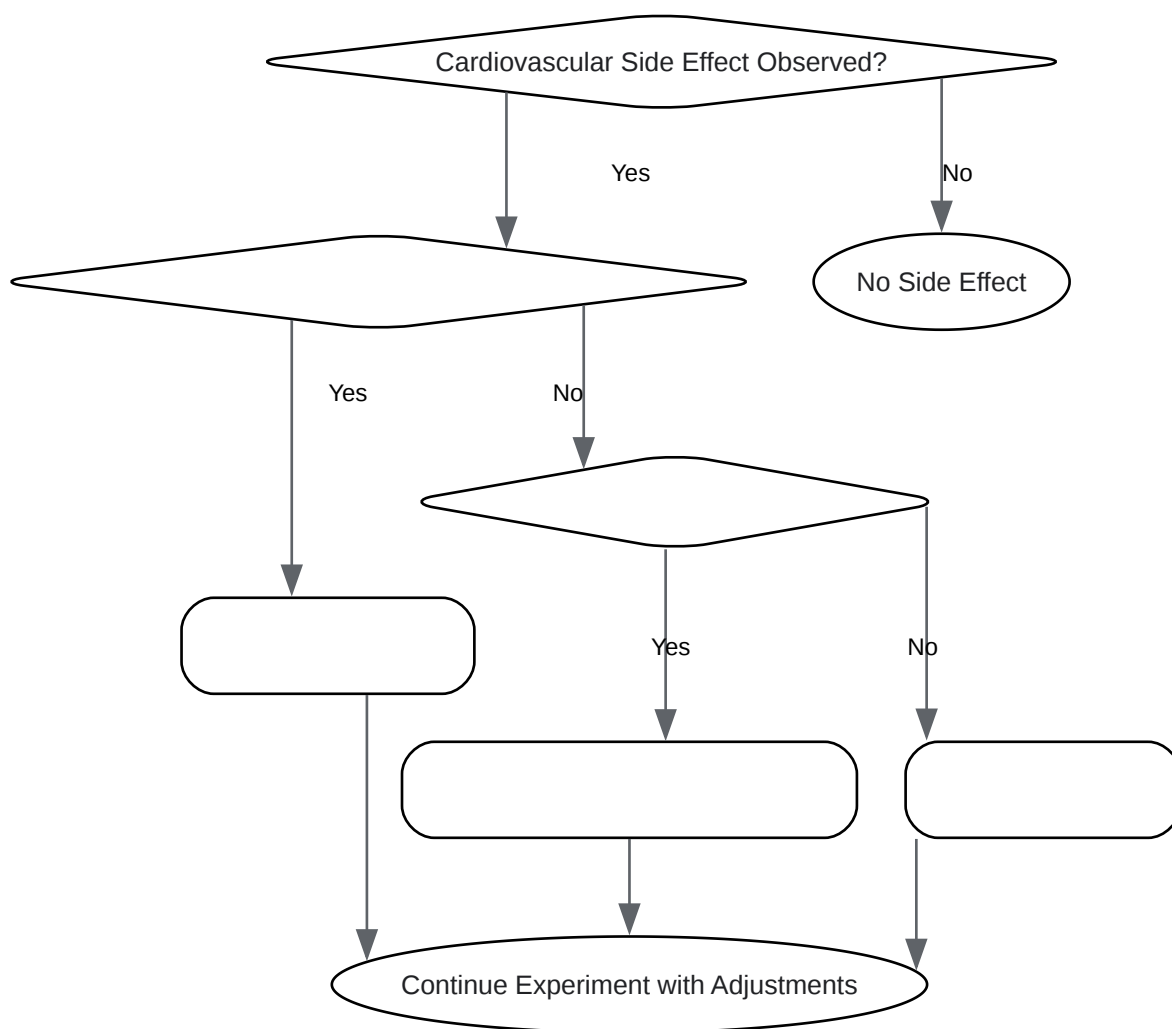 Cardiovascular Side Effect Observed?
Yes
No
No Side Effect
Yes
No
Yes
No
Continue Experiment with Adjustments